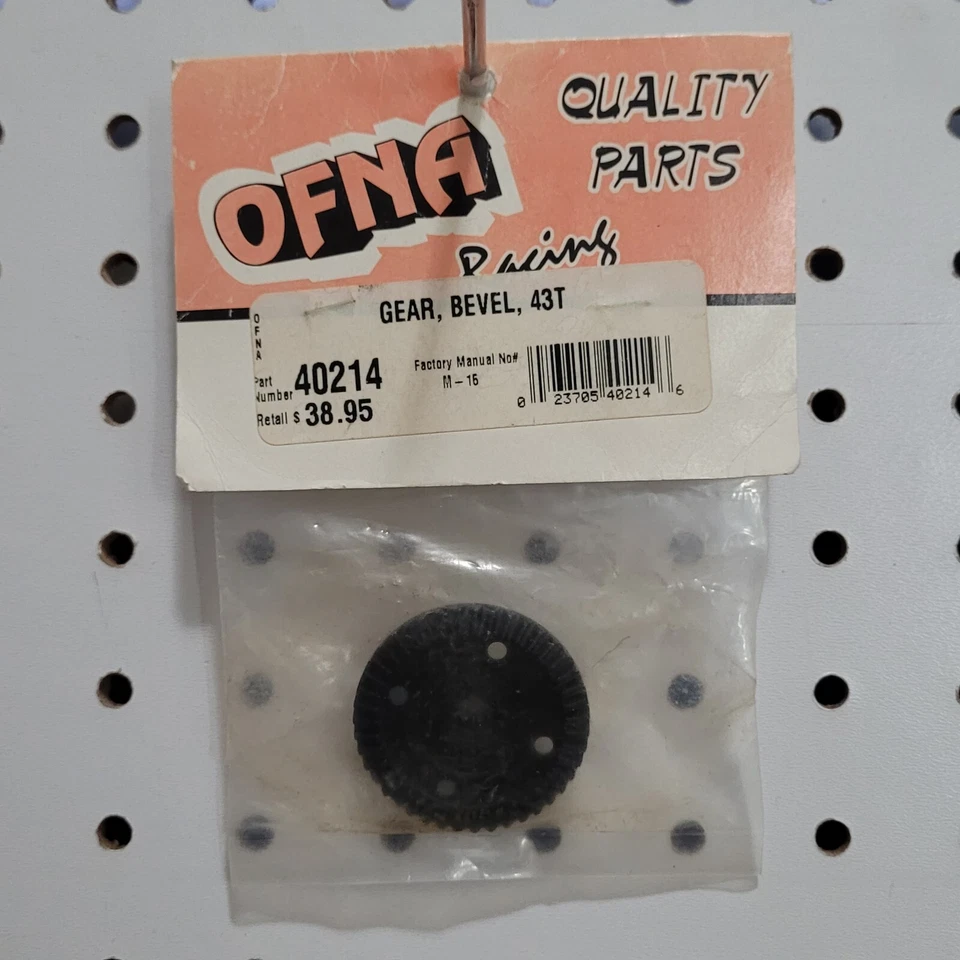 OFNA
QUALITY
PARTS
Racing
GEAR, BEVEL, 43T
OFNA
Part
Number 40214
Factory Manual No#
M-16
Retail $ 38.95
0 23705 40214 6